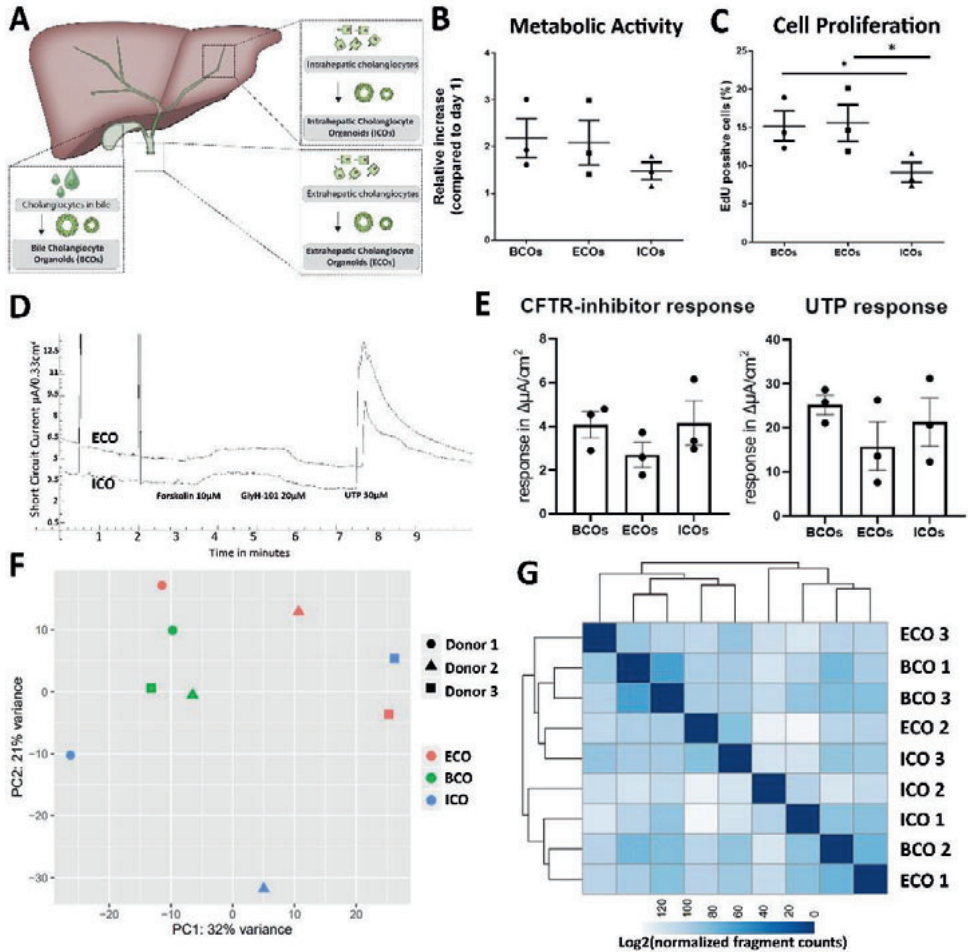 A
Intrahepatic cholangiocytes
Intrahepatic Cholangiocyte
Organoids (ICOs)
Extrahepatic cholangiocytes
Extrahepatic Cholangiocyte
Organoids (ECOs)
Cholangiocytes in bile
Bile Cholangiocyte
Organoids (BCOs)
B
Metabolic Activity
Relative increase
(compared to day 1)
4
3
2
1
0
BCOs ECOs ICOs
C
Cell Proliferation
* *
EdU possitve cells (%)
25
20
15
10
5
0
BCOs ECOs ICOs
D
Short Circuit Current µA/0.33cm²
12.5
11
9.5
8
6.5
5
3.5
2
0.5
ECO
ICO
Forskolin 10µM GlyH-101 20µM UTP 30µM
1 2 3 4 5 6 7 8 9
Time in minutes
E
CFTR-inhibitor response
response in ΔµA/cm²
8
6
4
2
0
BCOs ECOs ICOs
UTP response
response in ΔµA/cm²
40
30
20
10
0
BCOs ECOs ICOs
F
PC2: 21% variance
10
0
−10
−20
−30
−20 −10 0 10 20
PC1: 32% variance
Donor 1
Donor 2
Donor 3
ECO
BCO
ICO
G
ECO 3
BCO 1
BCO 3
ECO 2
ICO 3
ICO 2
ICO 1
BCO 2
ECO 1
120 100 80 60 40 20 0
Log2(normalized fragment counts)